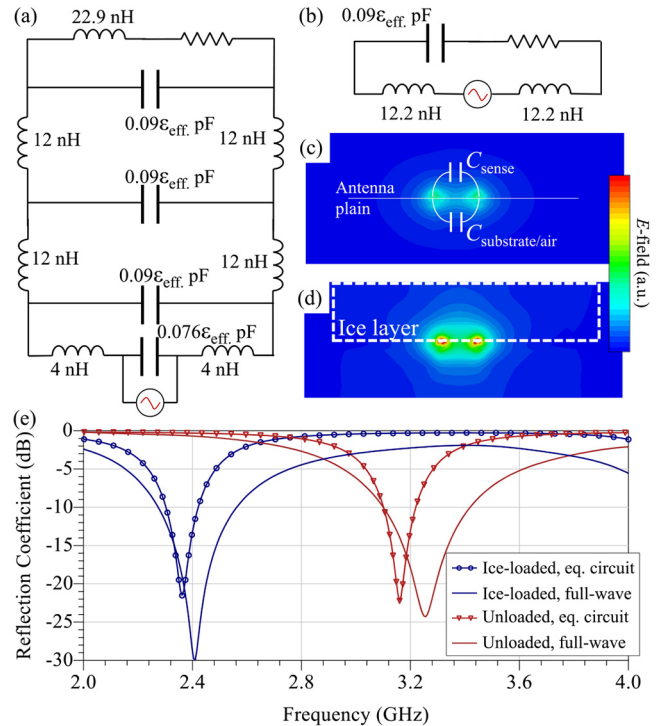 (a)
22.9 nH
0.09εeff. pF
12 nH
12 nH
0.09εeff. pF
12 nH
12 nH
0.09εeff. pF
0.076εeff. pF
4 nH
4 nH
(b)
0.09εeff. pF
12.2 nH
12.2 nH
(c)
Csense
Antenna
plain
Csubstrate/air
(d)
Ice layer
E-field (a.u.)
(e)
Reflection Coefficient (dB)
0
-5
-10
-15
-20
-25
-30
2.0
2.4
2.8
3.2
3.6
4.0
Frequency (GHz)
Ice-loaded, eq. circuit
Ice-loaded, full-wave
Unloaded, eq. circuit
Unloaded, full-wave